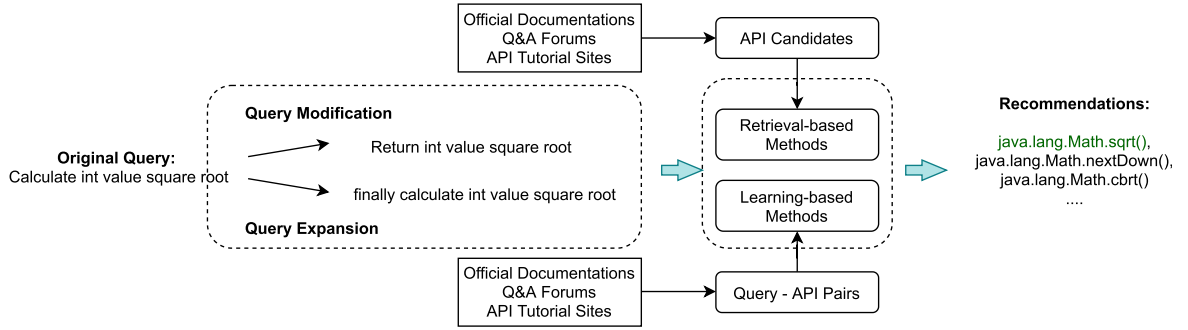 Official Documentations
Q&A Forums
API Tutorial Sites
API Candidates
Query Modification
Return int value square root
Original Query:
Calculate int value square root
finally calculate int value square root
Query Expansion
Retrieval-based
Methods
Learning-based
Methods
Recommendations:
java.lang.Math.sqrt(),
java.lang.Math.nextDown(),
java.lang.Math.cbrt()
....
Official Documentations
Q&A Forums
API Tutorial Sites
Query - API Pairs